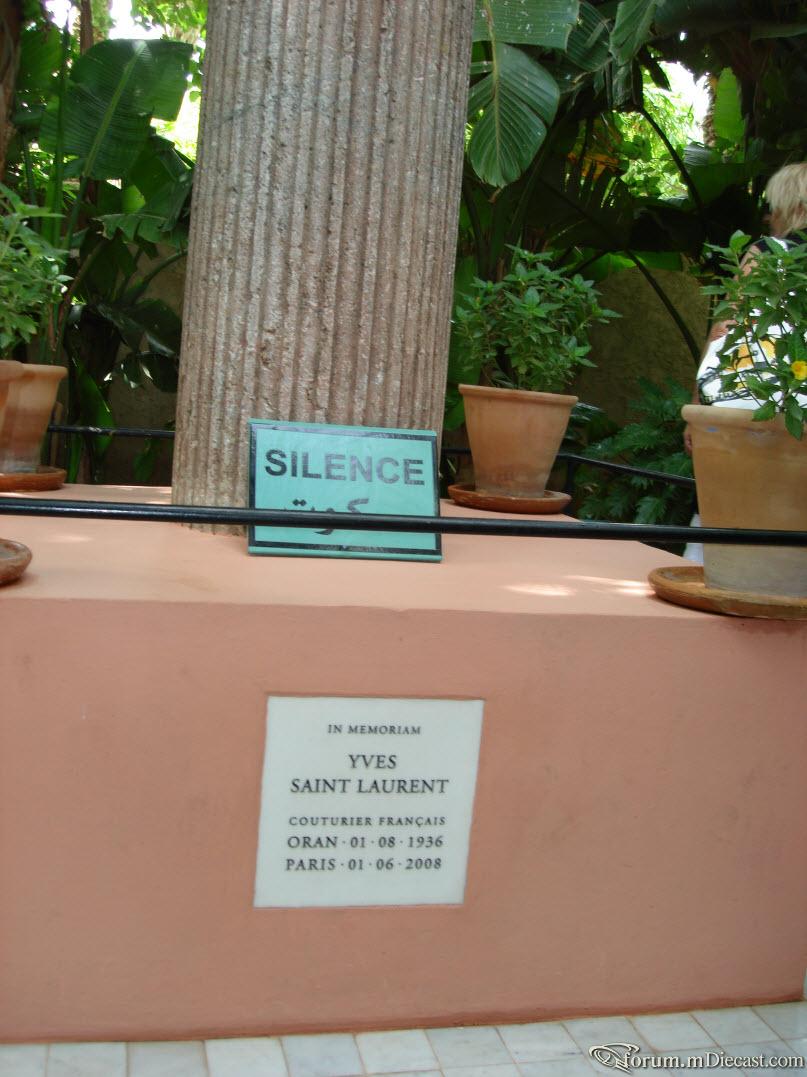 SILENCE
سكوت
IN MEMORIAM
YVES
SAINT LAURENT
COUTURIER FRANÇAIS
ORAN · 01 · 08 · 1936
PARIS · 01 · 06 · 2008
forum.mDiecast.com